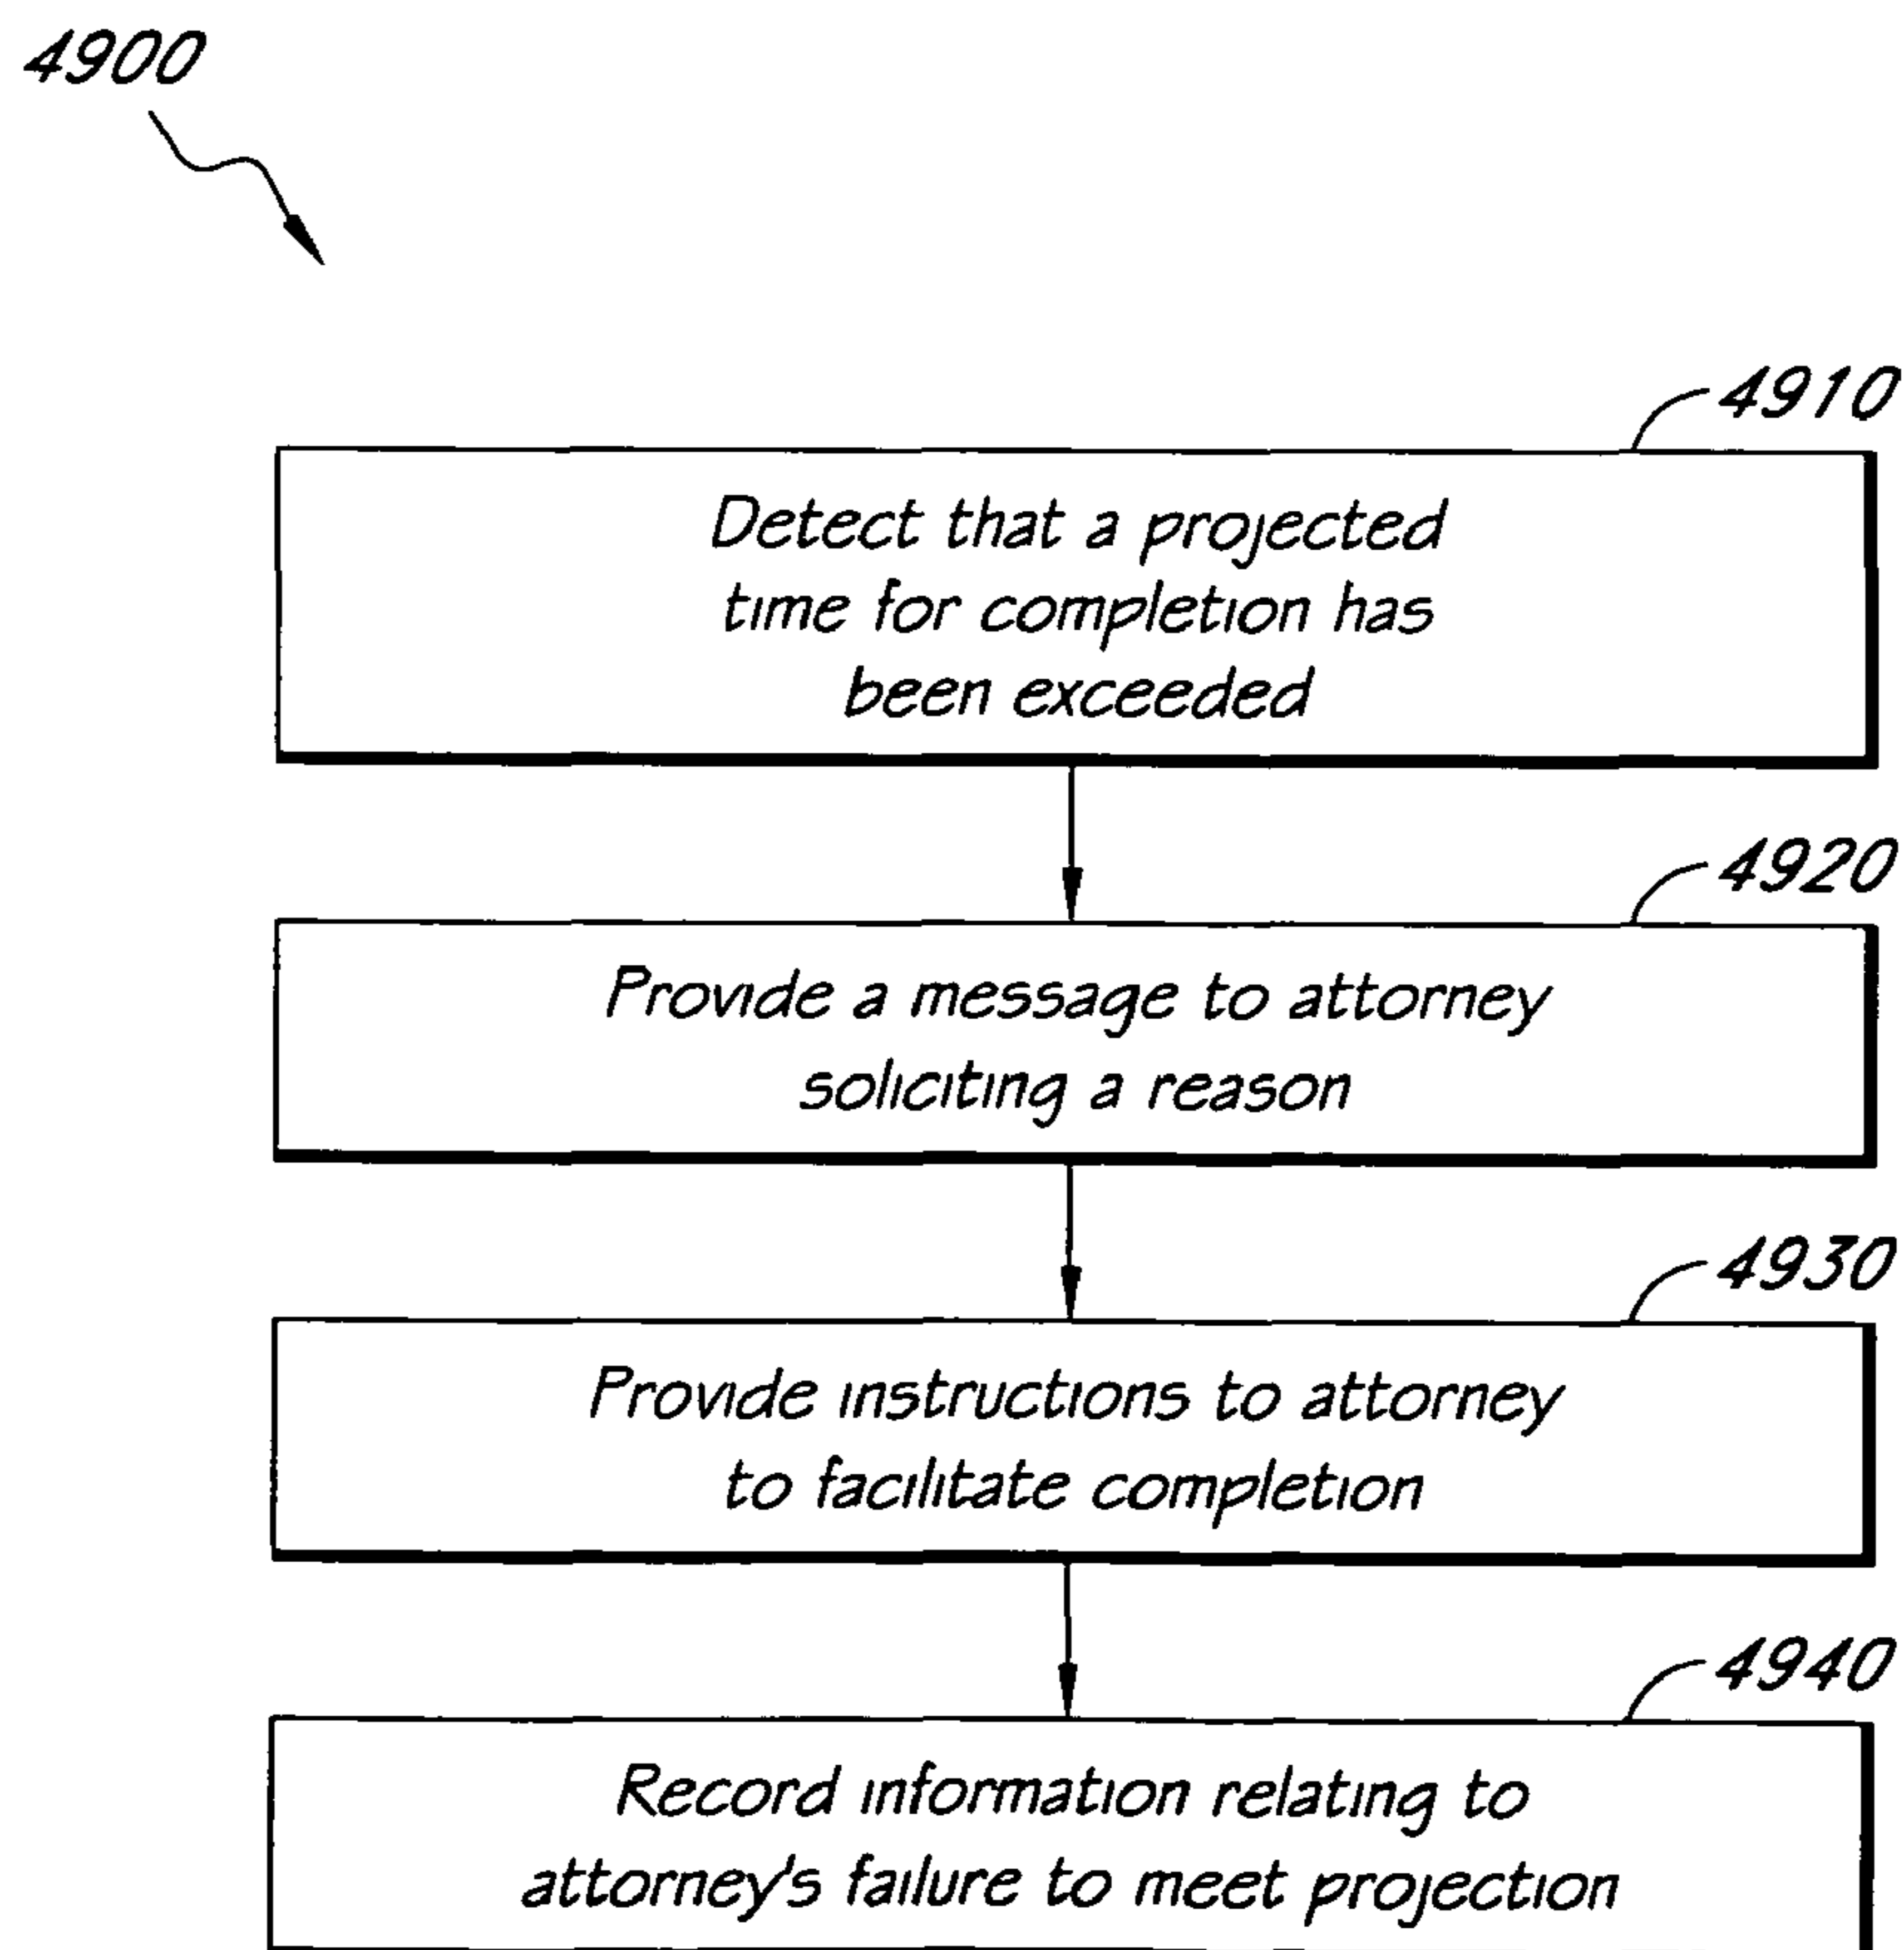 4900
4910
Detect that a projected
time for completion has
been exceeded
4920
Provide a message to attorney
soliciting a reason
4930
Provide instructions to attorney
to facilitate completion
4940
Record information relating to
attorney's failure to meet projection